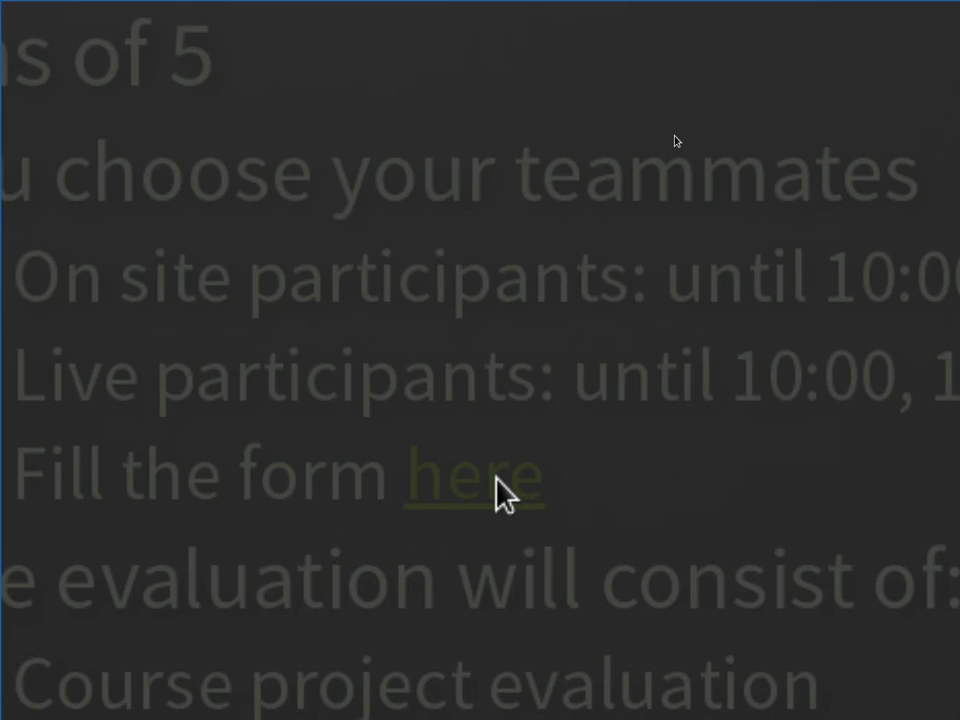 s of 5
u choose your teammates
On site participants: until 10:0
Live participants: until 10:00, 1
Fill the form here
e evaluation will consist of:
Course project evaluation